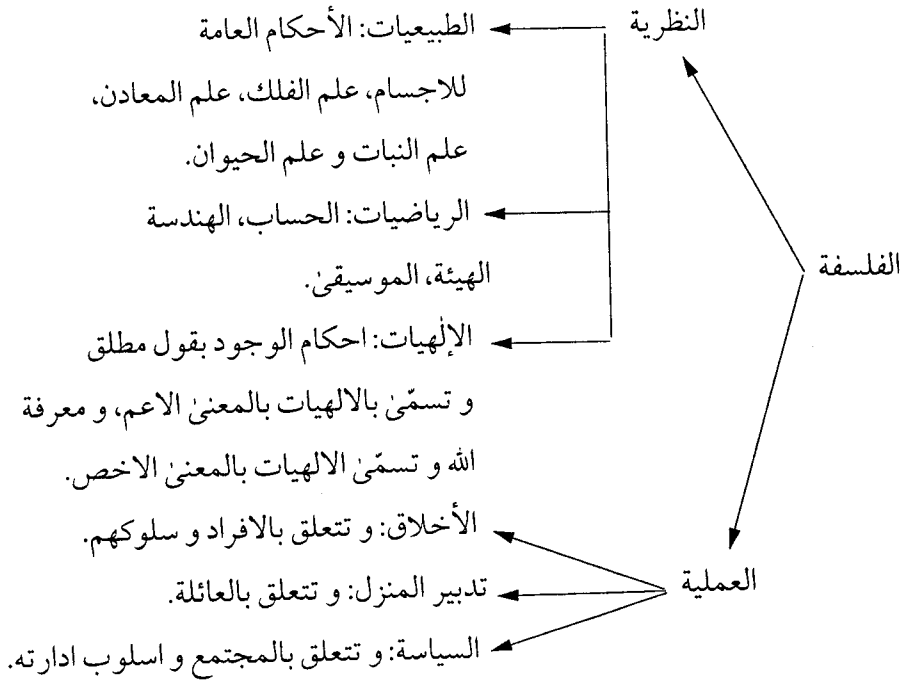 الفلسفة
النظرية
الطبيعيات: الأحكام العامة
للاجسام، علم الفلك، علم المعادن،
علم النبات و علم الحيوان.
الرياضيات: الحساب، الهندسة
الهيئة، الموسيقىٰ.
الإلٰهيات: احكام الوجود بقول مطلق
و تسمّىٰ بالالهيات بالمعنىٰ الاعم، و معرفة
الله و تسمّىٰ الالهيات بالمعنىٰ الاخص.
العملية
الأخلاق: و تتعلق بالافراد و سلوكهم.
تدبير المنزل: و تتعلق بالعائلة.
السياسة: و تتعلق بالمجتمع و اسلوب ادارته.